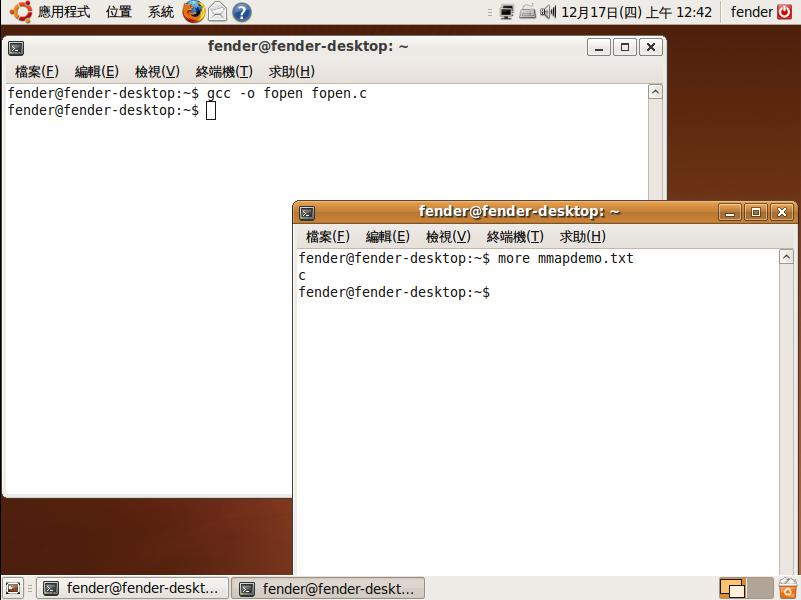 應用程式 位置 系統 12月17日(四) 上午 12:42 fender
fender@fender-desktop: ~
檔案(F) 編輯(E) 檢視(V) 終端機(T) 求助(H)
fender@fender-desktop:~$ gcc -o fopen fopen.c
fender@fender-desktop:~$
fender@fender-desktop: ~
檔案(F) 編輯(E) 檢視(V) 終端機(T) 求助(H)
fender@fender-desktop:~$ more mmapdemo.txt
c
fender@fender-desktop:~$
fender@fender-deskt... fender@fender-deskt...